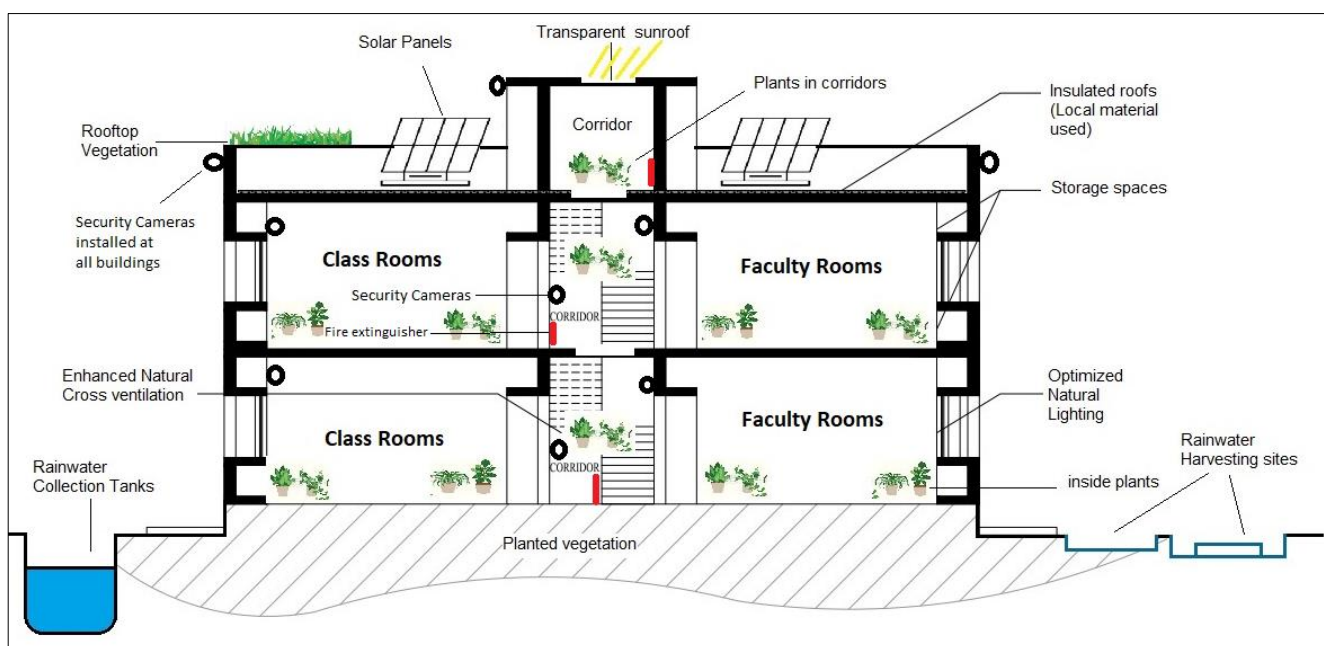 Transparent sunroof
Solar Panels
Plants in corridors
Insulated roofs
(Local material
used)
Rooftop
Vegetation
Corridor
Storage spaces
Security Cameras
installed at
all buildings
Class Rooms
Faculty Rooms
Security Cameras
CORRIDOR
Fire extinguisher
Enhanced Natural
Cross ventilation
Optimized
Natural
Lighting
Class Rooms
Faculty Rooms
Rainwater
Collection Tanks
CORRIDOR
Rainwater
Harvesting sites
inside plants
Planted vegetation